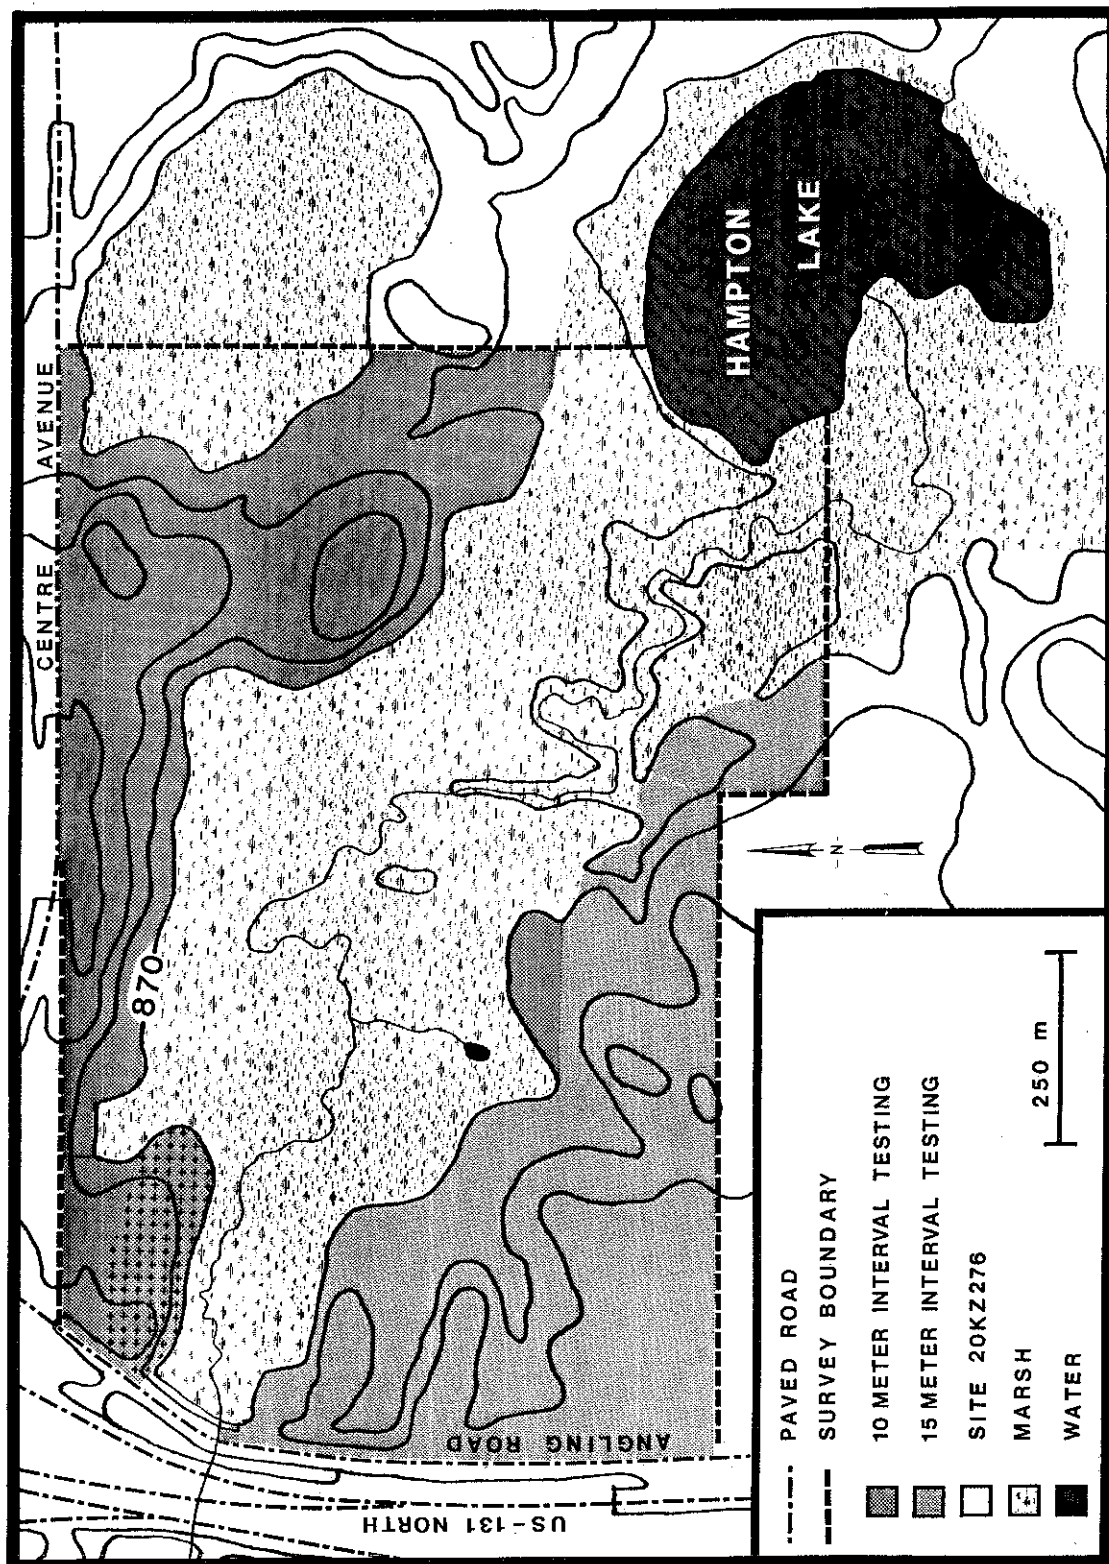 CENTRE AVENUE
HAMPTON
LAKE
870
ANGLING ROAD
US-131 NORTH
N
PAVED ROAD
SURVEY BOUNDARY
10 METER INTERVAL TESTING
15 METER INTERVAL TESTING
SITE 20KZ276
MARSH
WATER
250 m